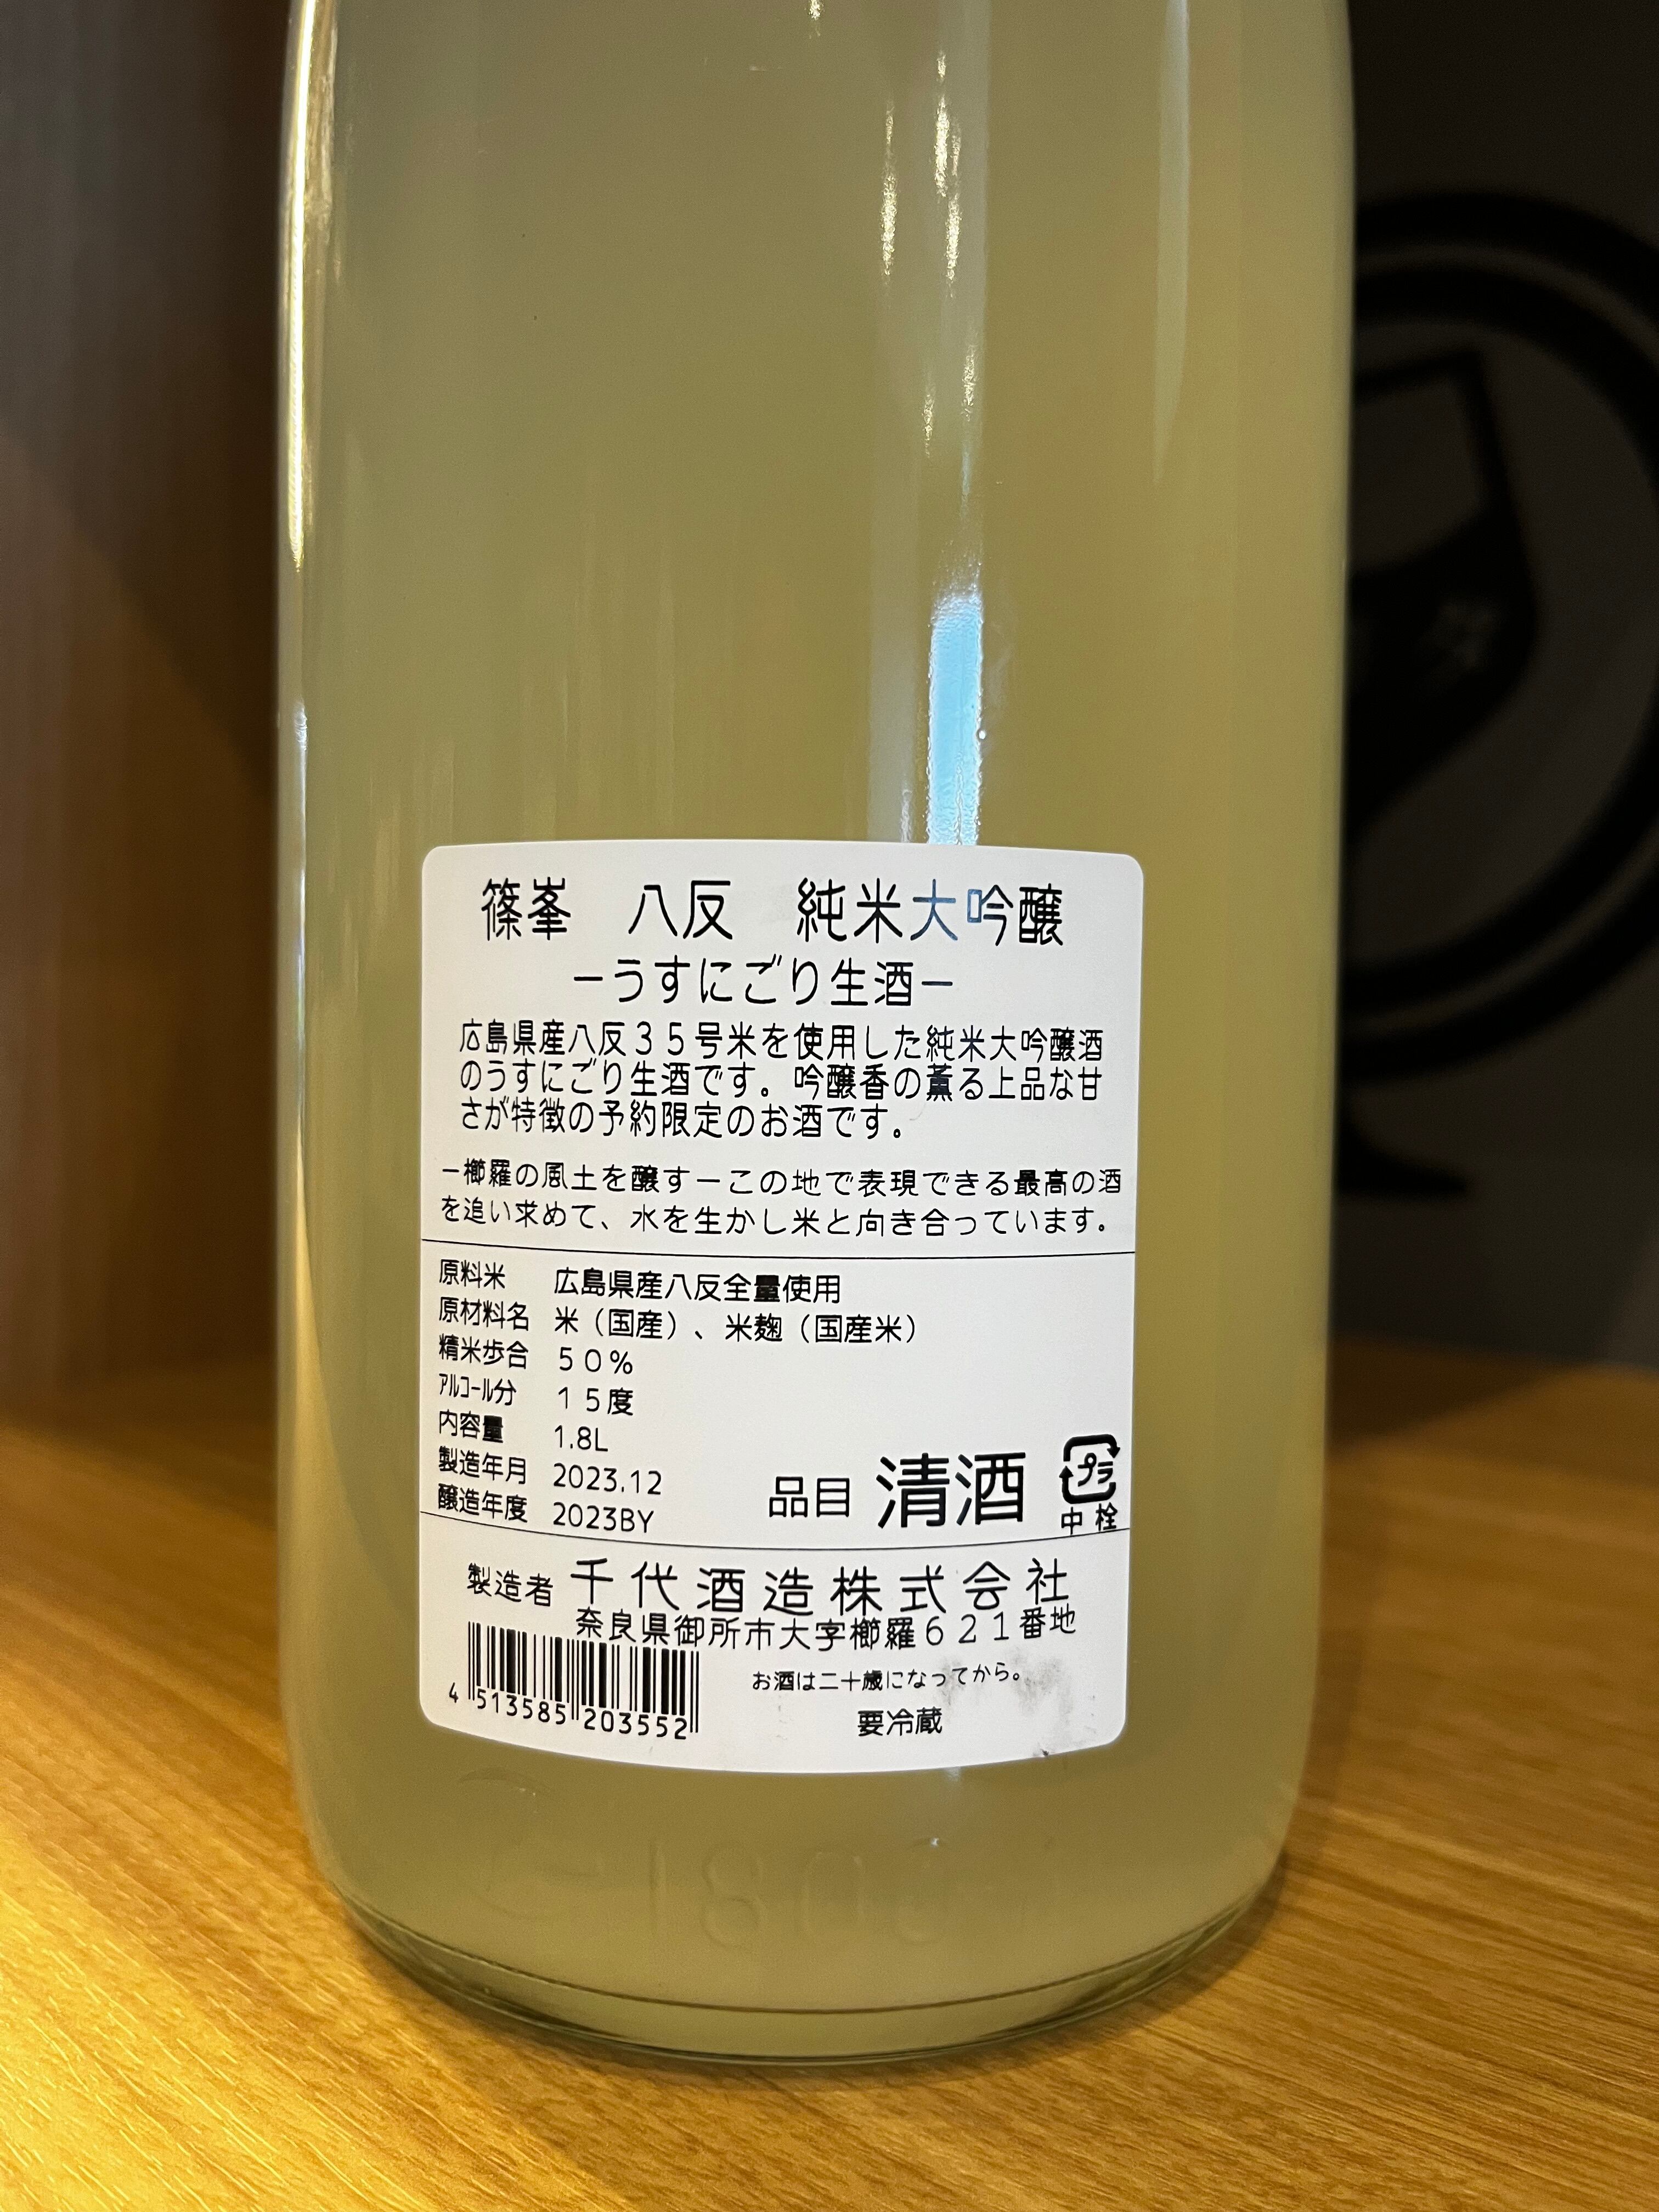 篠峯　八反　純米大吟醸
－うすにごり生酒－
広島県産八反３５号米を使用した純米大吟醸酒
のうすにごり生酒です。吟醸香の薫る上品な甘
さが特徴の予約限定のお酒です。
－櫛羅の風土を醸す－この地で表現できる最高の酒
を追い求めて、水を生かし米と向き合っています。
原料米　広島県産八反全量使用
原材料名　米（国産）、米麹（国産米）
精米歩合　５０％
ｱﾙｺｰﾙ分　１５度
内容量　1.8L
製造年月　2023.12
醸造年度　2023BY
品目 清酒
プラ
中栓
製造者 千代酒造株式会社
奈良県御所市大字櫛羅６２１番地
お酒は二十歳になってから。
要冷蔵
4 513585 203552
1800